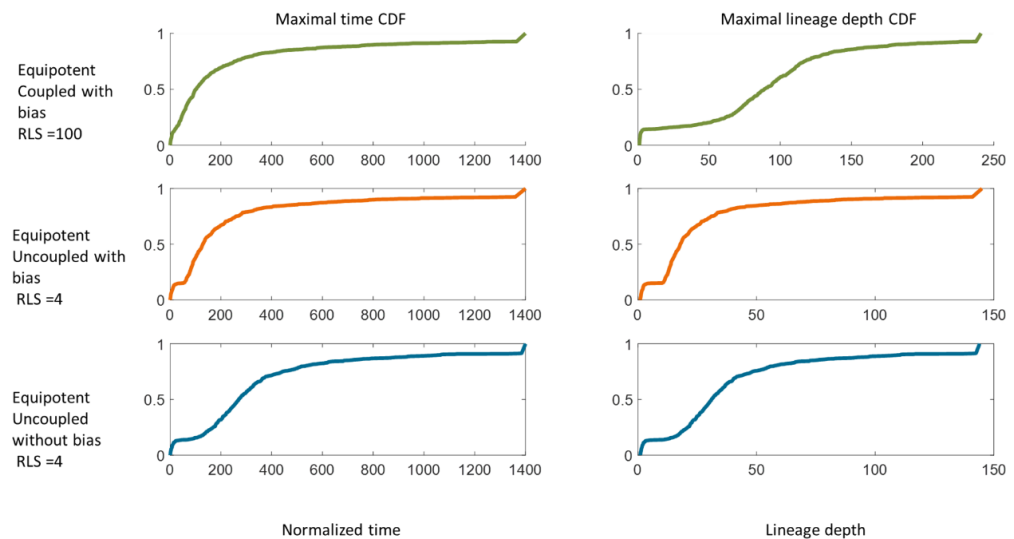 Maximal time CDF
Maximal lineage depth CDF
Equipotent
Coupled with
bias
RLS =100
1
0.5
0
0 200 400 600 800 1000 1200 1400
1
0.5
0
0 50 100 150 200 250
Equipotent
Uncoupled with
bias
RLS =4
1
0.5
0
0 200 400 600 800 1000 1200 1400
1
0.5
0
0 50 100 150
Equipotent
Uncoupled
without bias
RLS =4
1
0.5
0
0 200 400 600 800 1000 1200 1400
1
0.5
0
0 50 100 150
Normalized time
Lineage depth